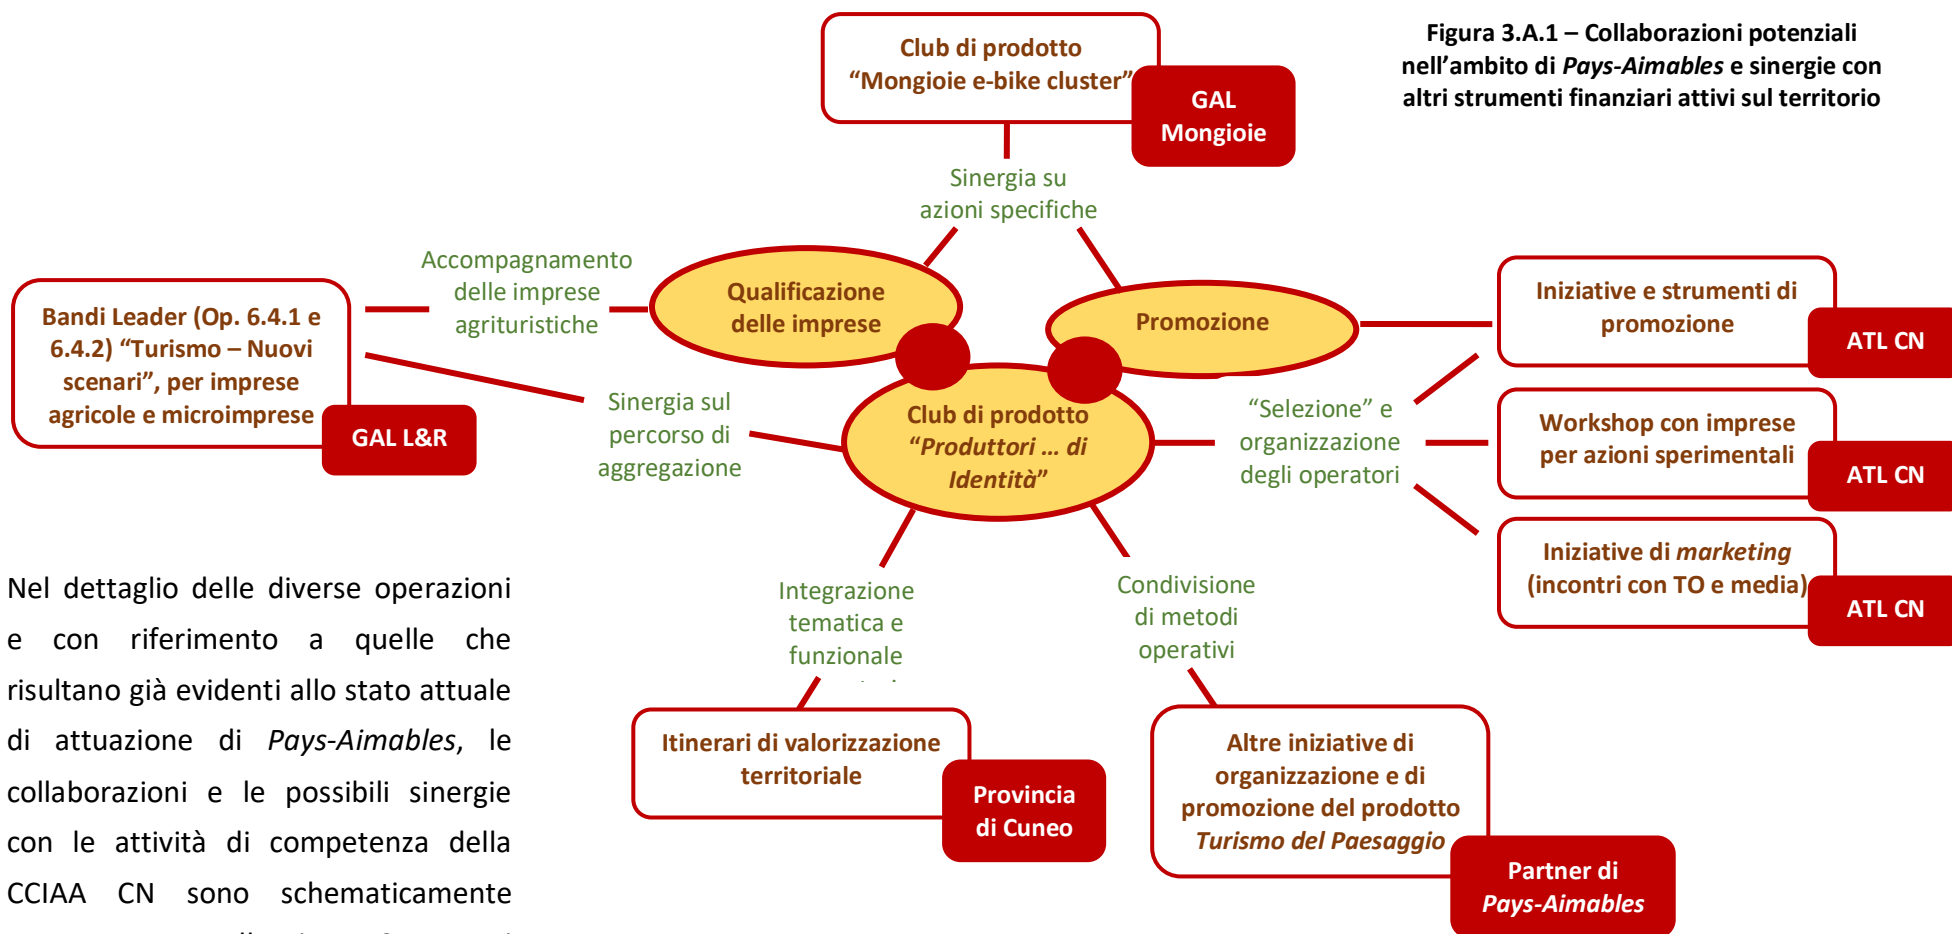 Figura 3.A.1 – Collaborazioni potenziali
nell’ambito di Pays-Aimables e sinergie con
altri strumenti finanziari attivi sul territorio
Club di prodotto
“Mongioie e-bike cluster”
GAL
Mongioie
Sinergia su
azioni specifiche
Accompagnamento
delle imprese
agrituristiche
Qualificazione
delle imprese
Promozione
Iniziative e strumenti di
promozione
ATL CN
Bandi Leader (Op. 6.4.1 e
6.4.2) “Turismo – Nuovi
scenari”, per imprese
agricole e microimprese
GAL L&R
Sinergia sul
percorso di
aggregazione
Club di prodotto
“Produttori … di
Identità”
“Selezione” e
organizzazione
degli operatori
Workshop con imprese
per azioni sperimentali
ATL CN
Iniziative di marketing
(incontri con TO e media)
ATL CN
Integrazione
tematica e
funzionale
Condivisione
di metodi
operativi
Itinerari di valorizzazione
territoriale
Provincia
di Cuneo
Altre iniziative di
organizzazione e di
promozione del prodotto
Turismo del Paesaggio
Partner di
Pays-Aimables
Nel dettaglio delle diverse operazioni
e con riferimento a quelle che
risultano già evidenti allo stato attuale
di attuazione di Pays-Aimables, le
collaborazioni e le possibili sinergie
con le attività di competenza della
CCIAA CN sono schematicamente